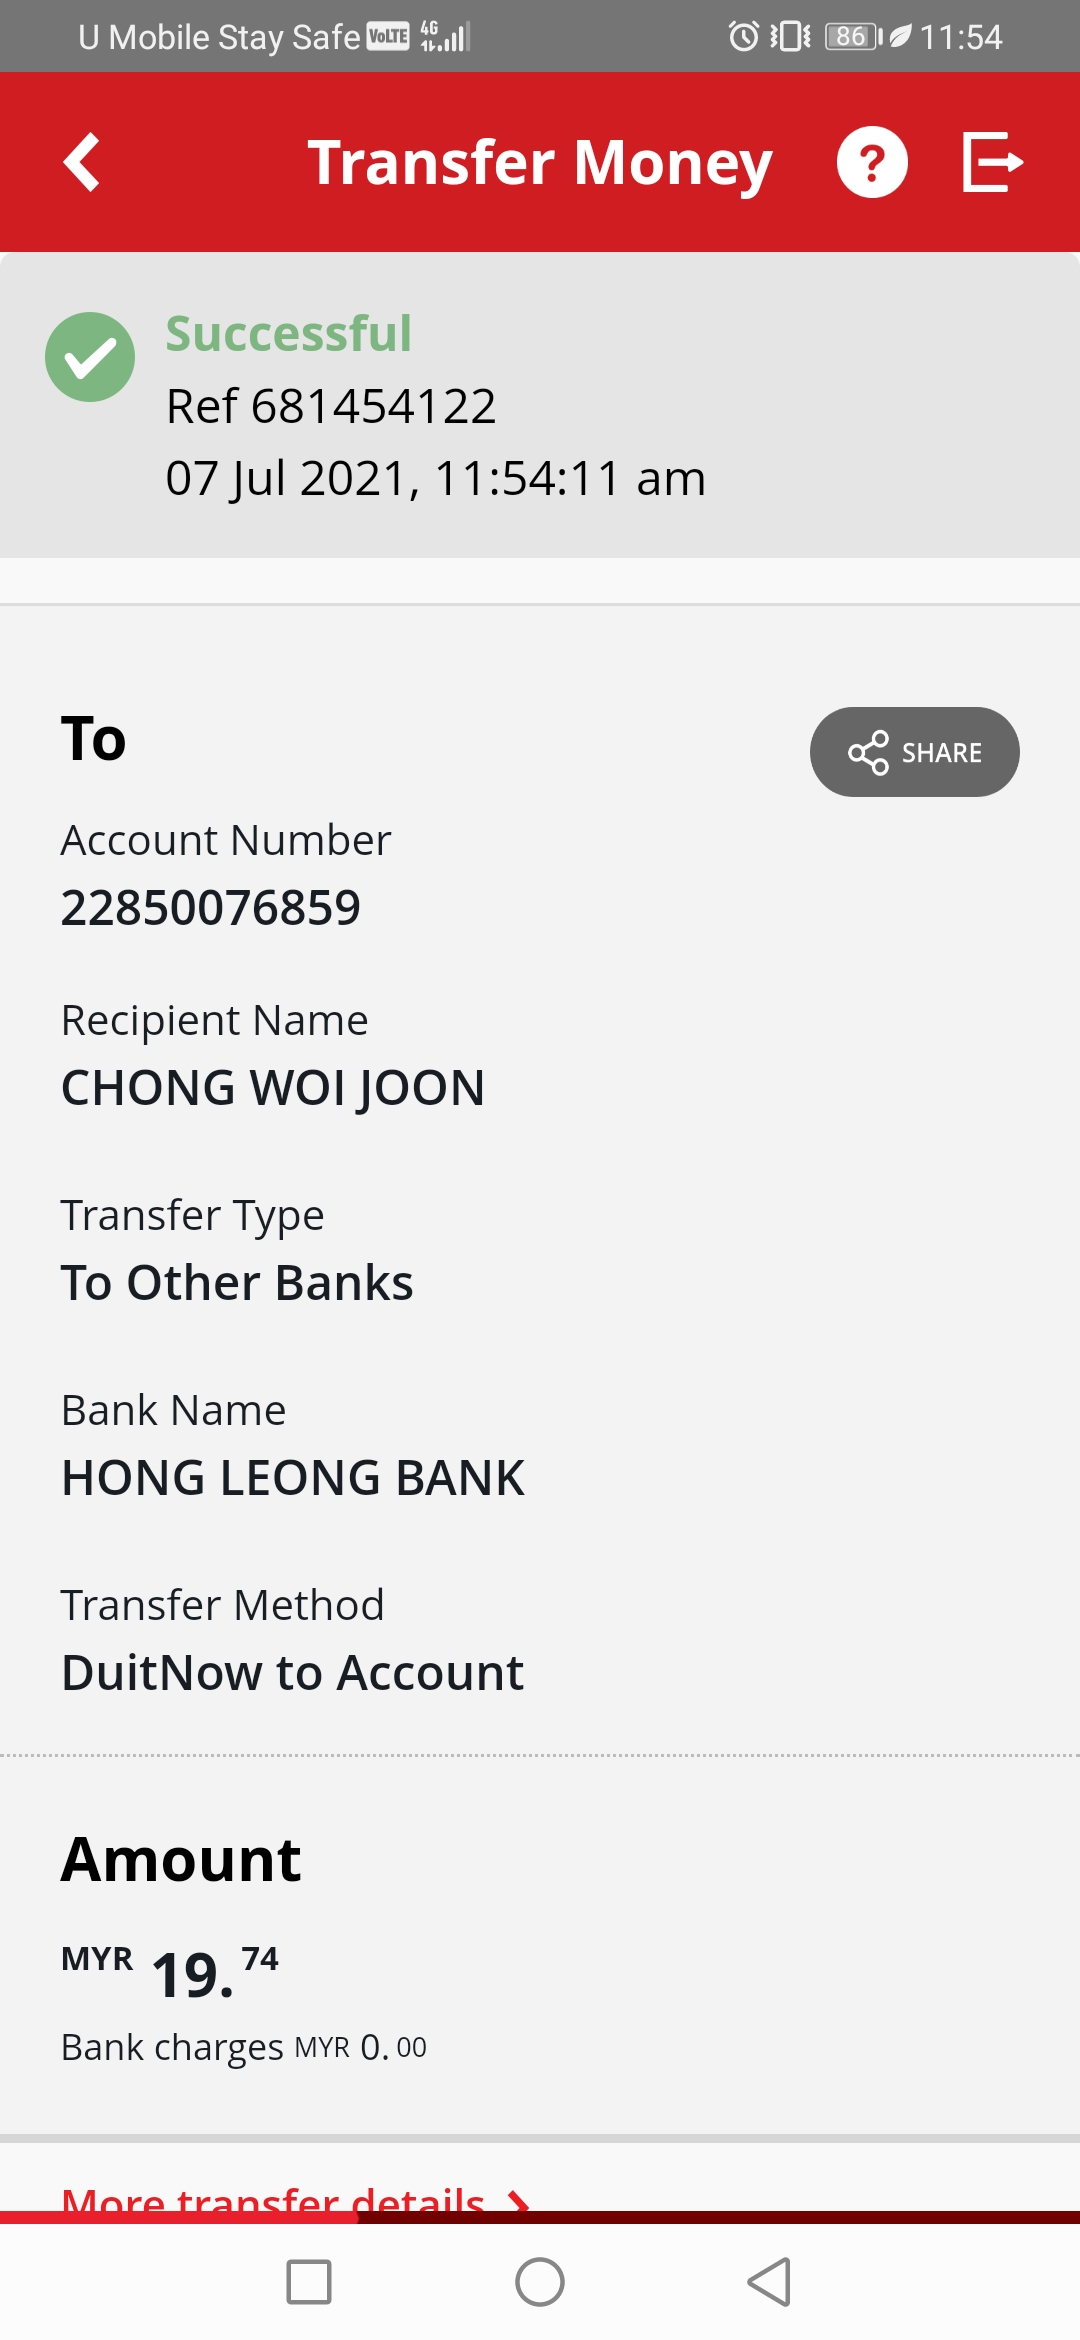 U Mobile Stay Safe VoLTE 4G 86 11:54
Transfer Money ?
Successful
Ref 681454122
07 Jul 2021, 11:54:11 am
To
SHARE
Account Number
22850076859
Recipient Name
CHONG WOI JOON
Transfer Type
To Other Banks
Bank Name
HONG LEONG BANK
Transfer Method
DuitNow to Account
Amount
MYR 19.74
Bank charges MYR 0.00
More transfer details